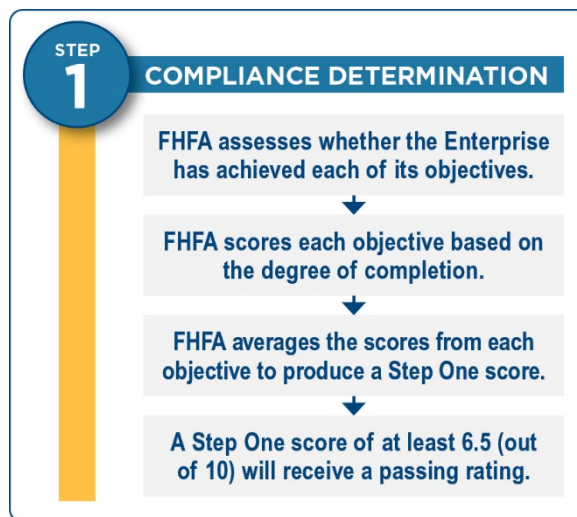 STEP
1
COMPLIANCE DETERMINATION
FHFA assesses whether the Enterprise
has achieved each of its objectives.
FHFA scores each objective based on
the degree of completion.
FHFA averages the scores from each
objective to produce a Step One score.
A Step One score of at least 6.5 (out
of 10) will receive a passing rating.